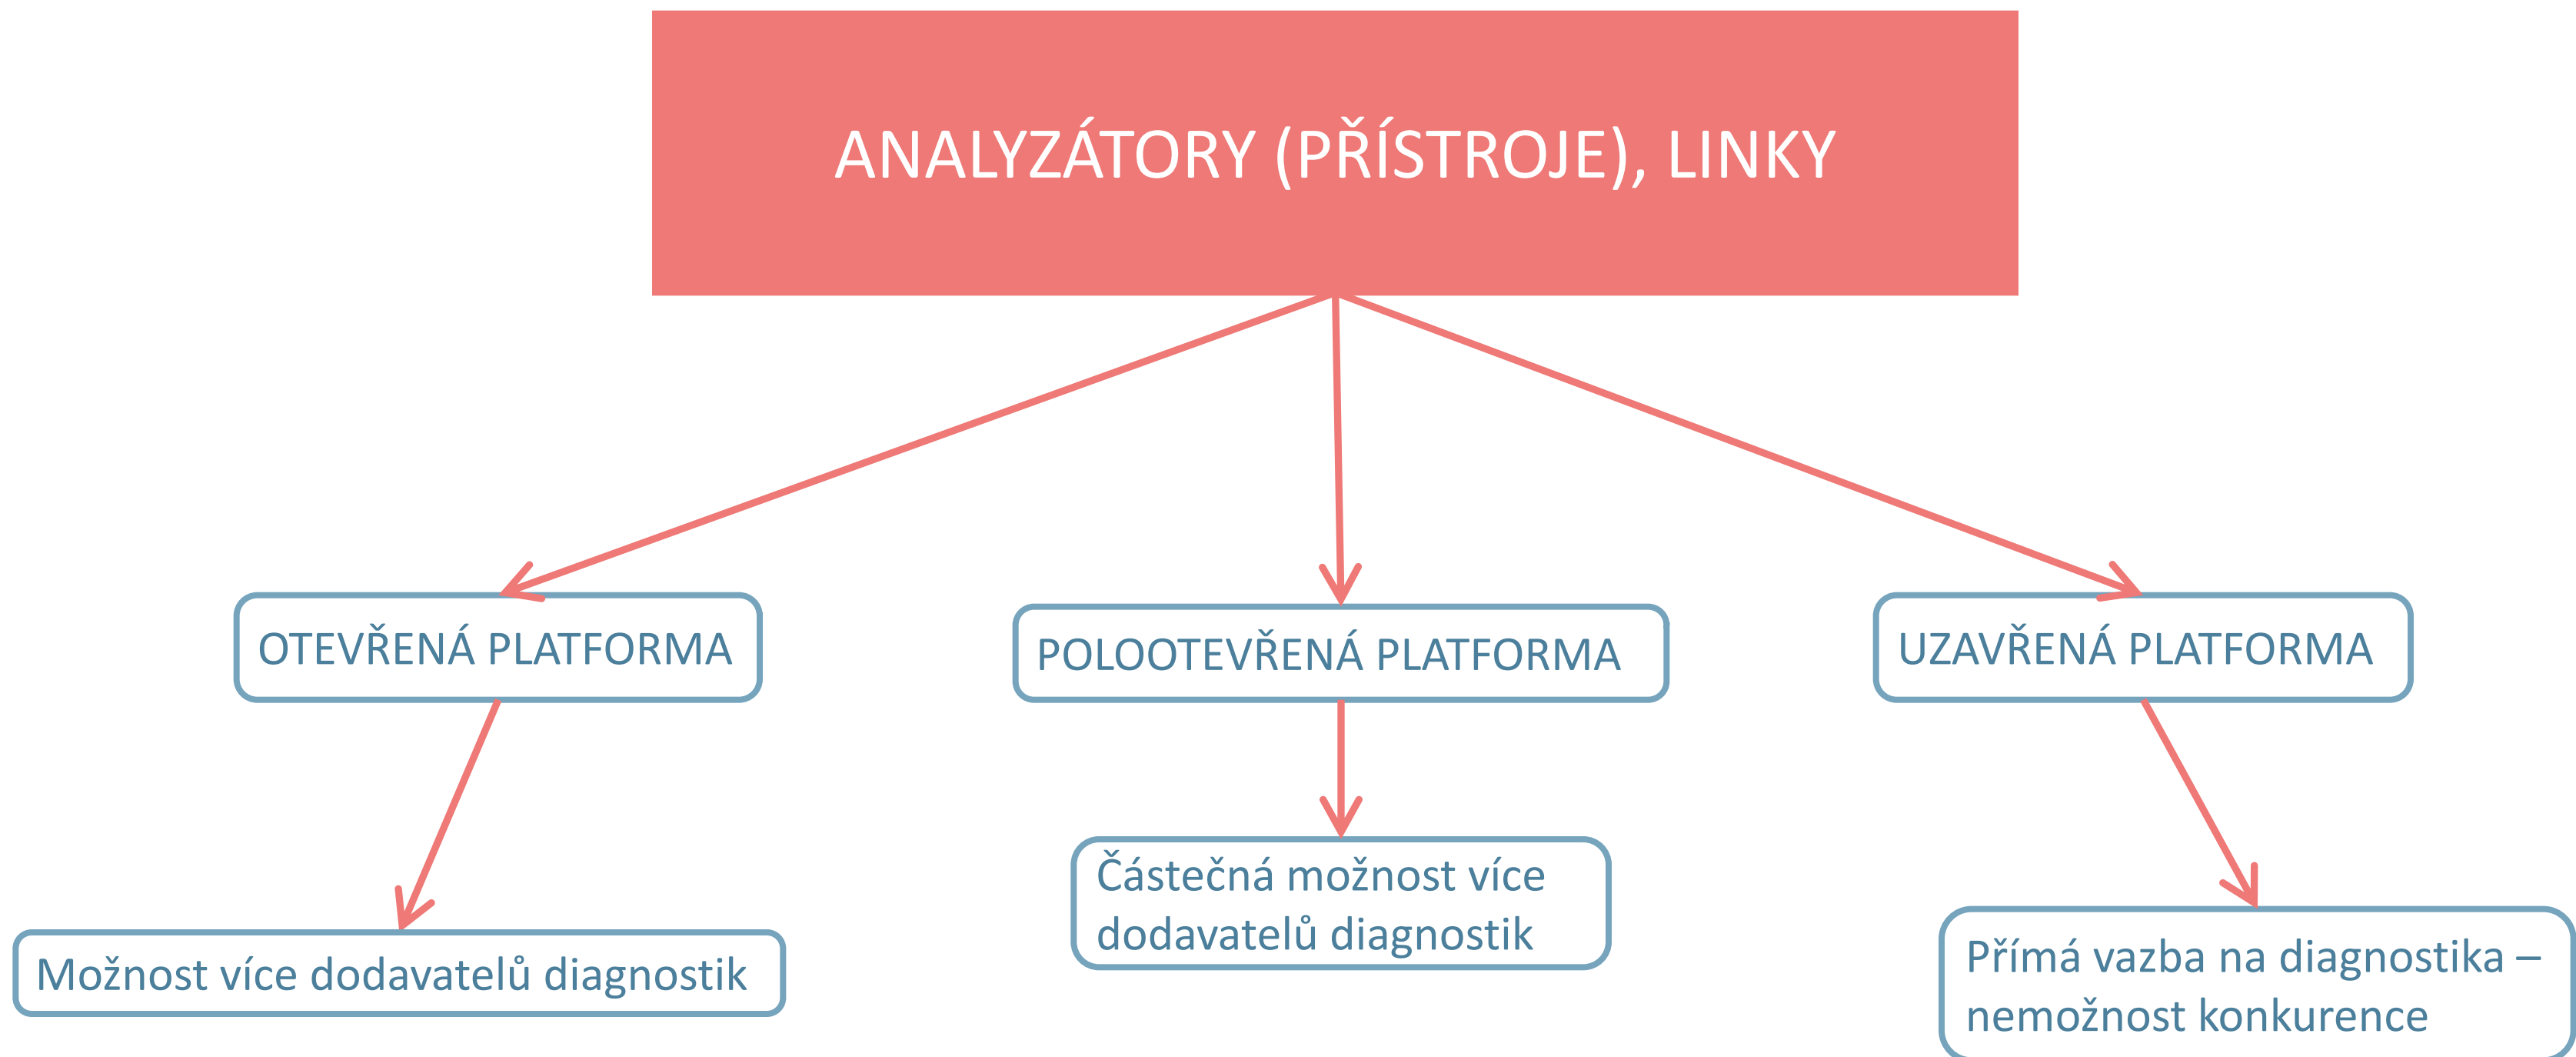 ANALYZÁTORY (PŘÍSTROJE), LINKY
OTEVŘENÁ PLATFORMA
POLOOTEVŘENÁ PLATFORMA
UZAVŘENÁ PLATFORMA
Možnost více dodavatelů diagnostik
Částečná možnost více
dodavatelů diagnostik
Přímá vazba na diagnostika –
nemožnost konkurence